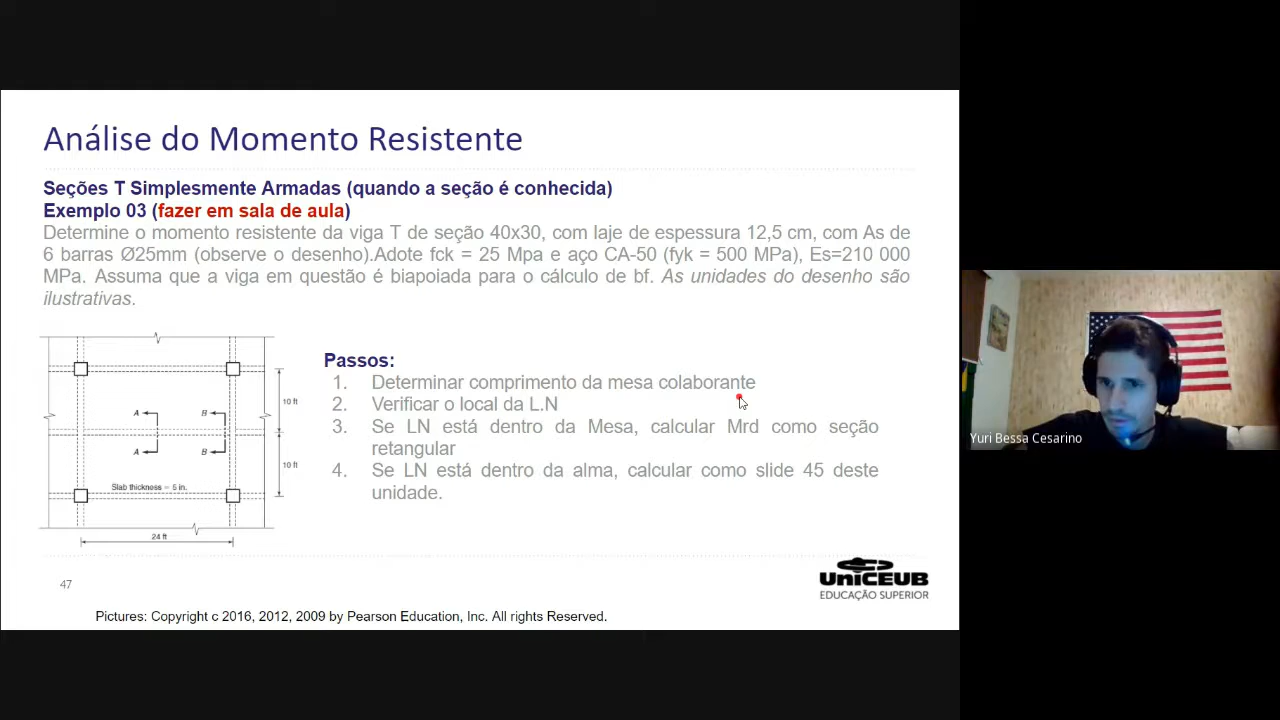 Análise do Momento Resistente
Seções T Simplesmente Armadas (quando a seção é conhecida)
Exemplo 03 (fazer em sala de aula)
Determine o momento resistente da viga T de seção 40x30, com laje de espessura 12,5 cm, com As de
6 barras Ø25mm (observe o desenho).Adote fck = 25 Mpa e aço CA-50 (fyk = 500 MPa), Es=210 000
MPa. Assuma que a viga em questão é biapoiada para o cálculo de bf. As unidades do desenho são
ilustrativas.
Passos:
1. Determinar comprimento da mesa colaborante
2. Verificar o local da L.N
3. Se LN está dentro da Mesa, calcular Mrd como seção
retangular
4. Se LN está dentro da alma, calcular como slide 45 deste
unidade.
10 ft
A B
A B
10 ft
Slab thickness = 5 in.
24 ft
47
UniCEUB
EDUCAÇÃO SUPERIOR
Pictures: Copyright c 2016, 2012, 2009 by Pearson Education, Inc. All rights Reserved.
Yuri Bessa Cesarino